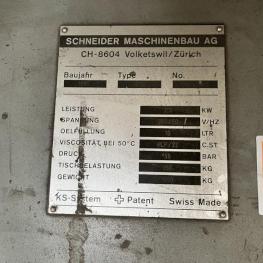 SCHNEIDER MASCHINENBAU AG
CH-8604 Volketswil/Zürich
Baujahr Type No.
LEISTUNG KW
SPANNUNG V/HZ
OELFÜLLUNG LTR
VISCOSITÄT BEI 50°C C.ST
DRUCK BAR
TISCHBELASTUNG KG
GEWICHT KG
KS-System Patent Swiss Made